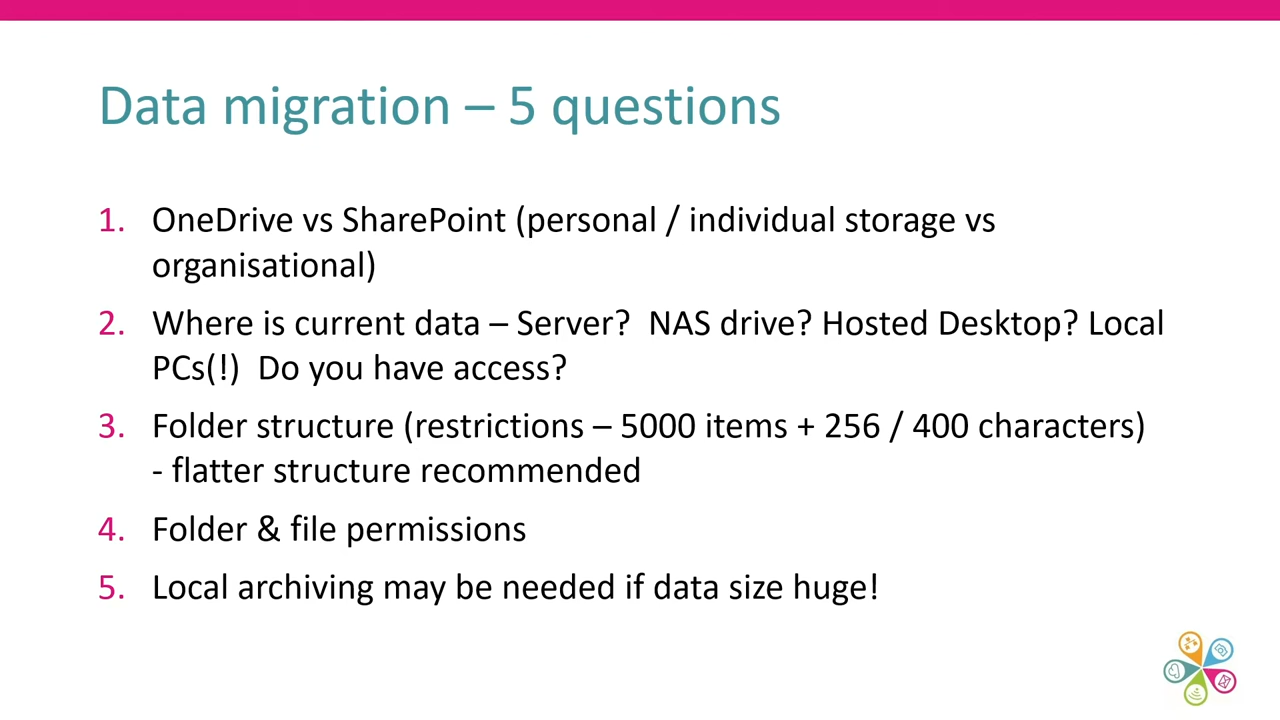 Data migration – 5 questions
1. OneDrive vs SharePoint (personal / individual storage vs
organisational)
2. Where is current data – Server?  NAS drive? Hosted Desktop? Local
PCs(!)  Do you have access?
3. Folder structure (restrictions – 5000 items + 256 / 400 characters)
- flatter structure recommended
4. Folder & file permissions
5. Local archiving may be needed if data size huge!